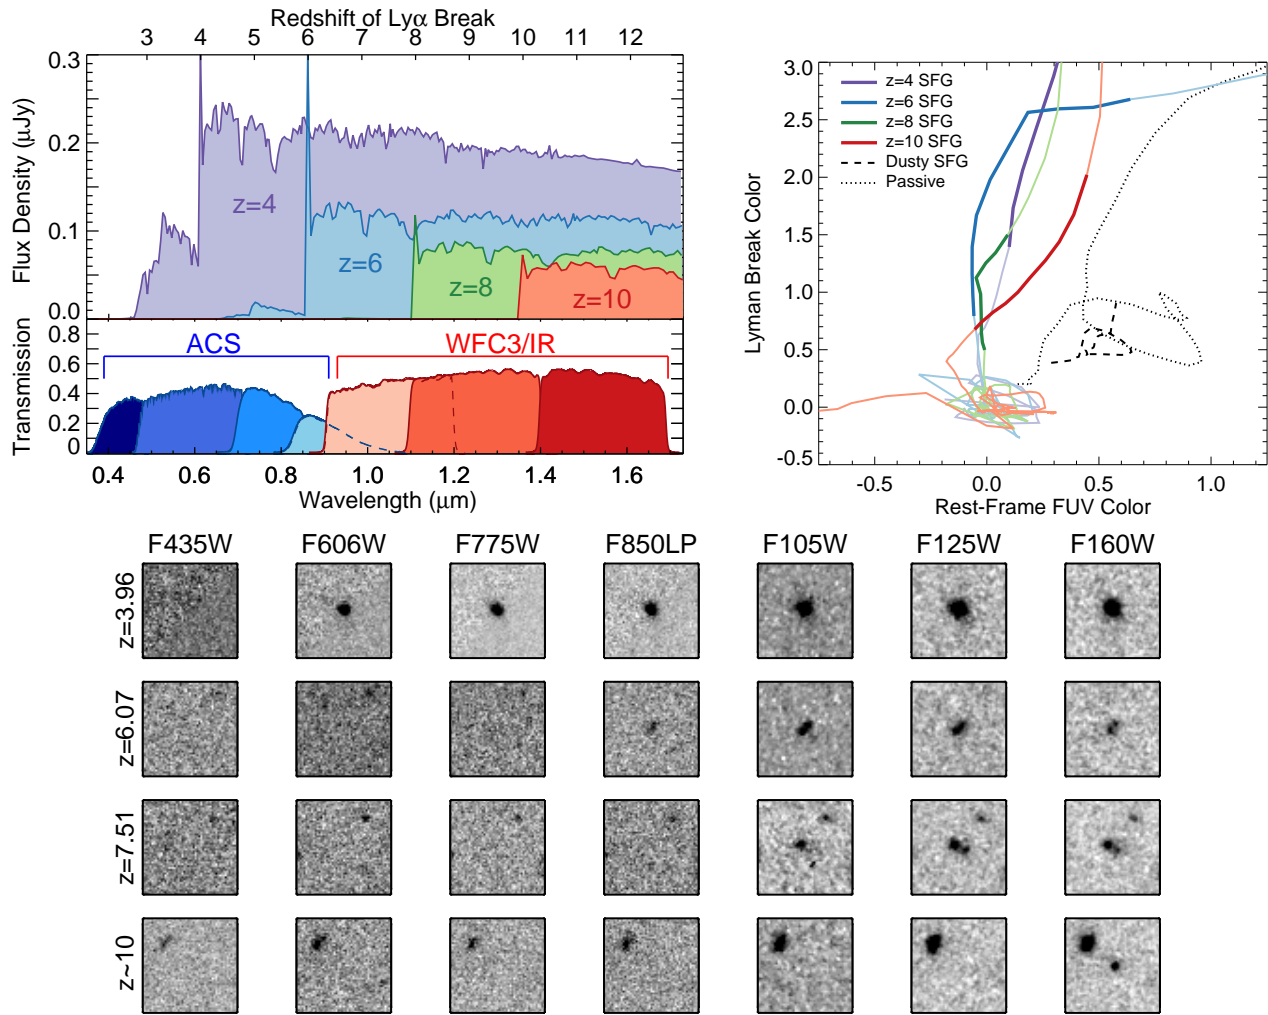 Redshift of Lyα Break
3 4 5 6 7 8 9 10 11 12
Flux Density (μJy)
0.3
0.2
0.1
0.0
z=4
z=6
z=8
z=10
Transmission
0.8
0.6
0.4
0.2
0
ACS
WFC3/IR
0.4 0.6 0.8 1.0 1.2 1.4 1.6
Wavelength (μm)
Lyman Break Color
3.0
2.5
2.0
1.5
1.0
0.5
0.0
-0.5
z=4 SFG
z=6 SFG
z=8 SFG
z=10 SFG
Dusty SFG
Passive
-0.5 0.0 0.5 1.0
Rest-Frame FUV Color
F435W F606W F775W F850LP F105W F125W F160W
z=3.96
z=6.07
z=7.51
z~10